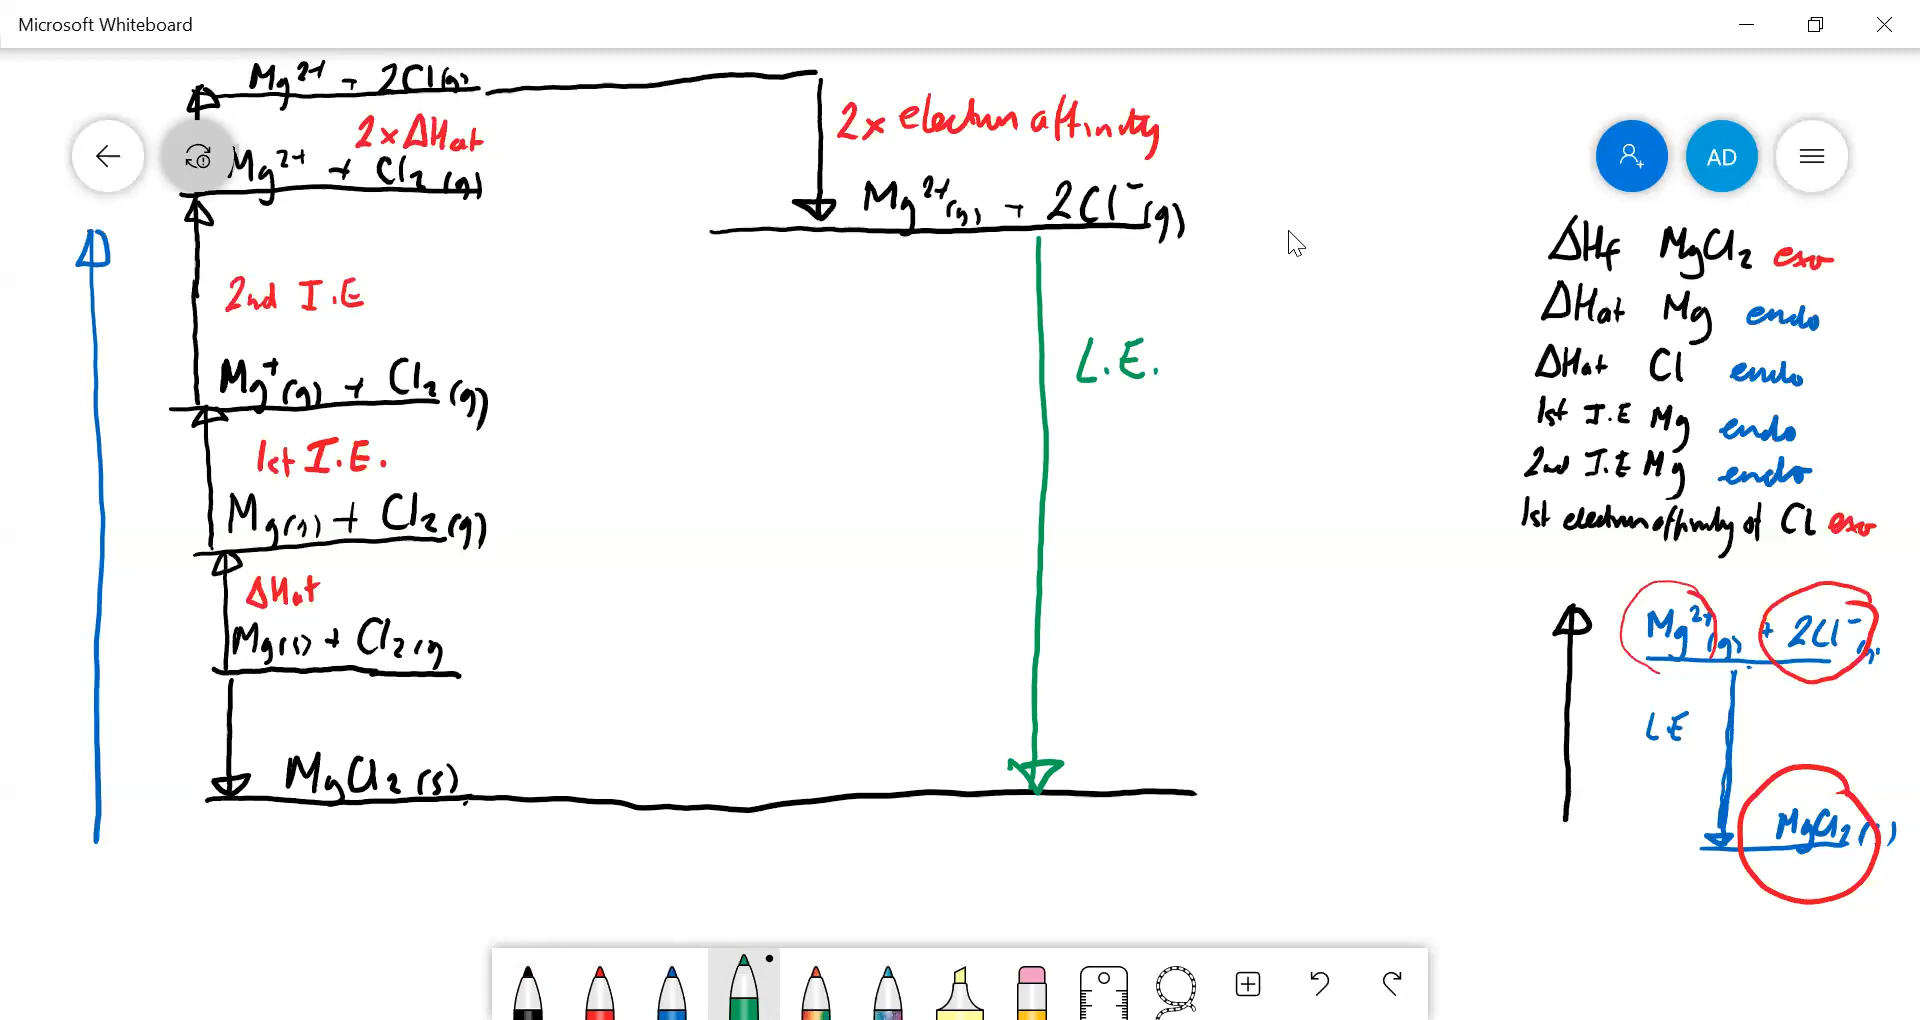 Microsoft Whiteboard
Mg²⁺ + 2Cl(g)
2x ΔHat
Mg²⁺ + Cl₂(g)
2nd I.E
Mg⁺(g) + Cl₂(g)
1st I.E.
Mg(g) + Cl₂(g)
ΔHat
Mg(s) + Cl₂(g)
MgCl₂(s)
2x electron affinity
Mg²⁺(g) + 2Cl⁻(g)
L.E.
AD
ΔHf MgCl₂ exo
ΔHat Mg endo
ΔHat Cl endo
1st I.E Mg endo
2nd I.E Mg endo
1st electron affinity of Cl exo
Mg²⁺(g) + 2Cl⁻(g)
LE
MgCl₂(s)